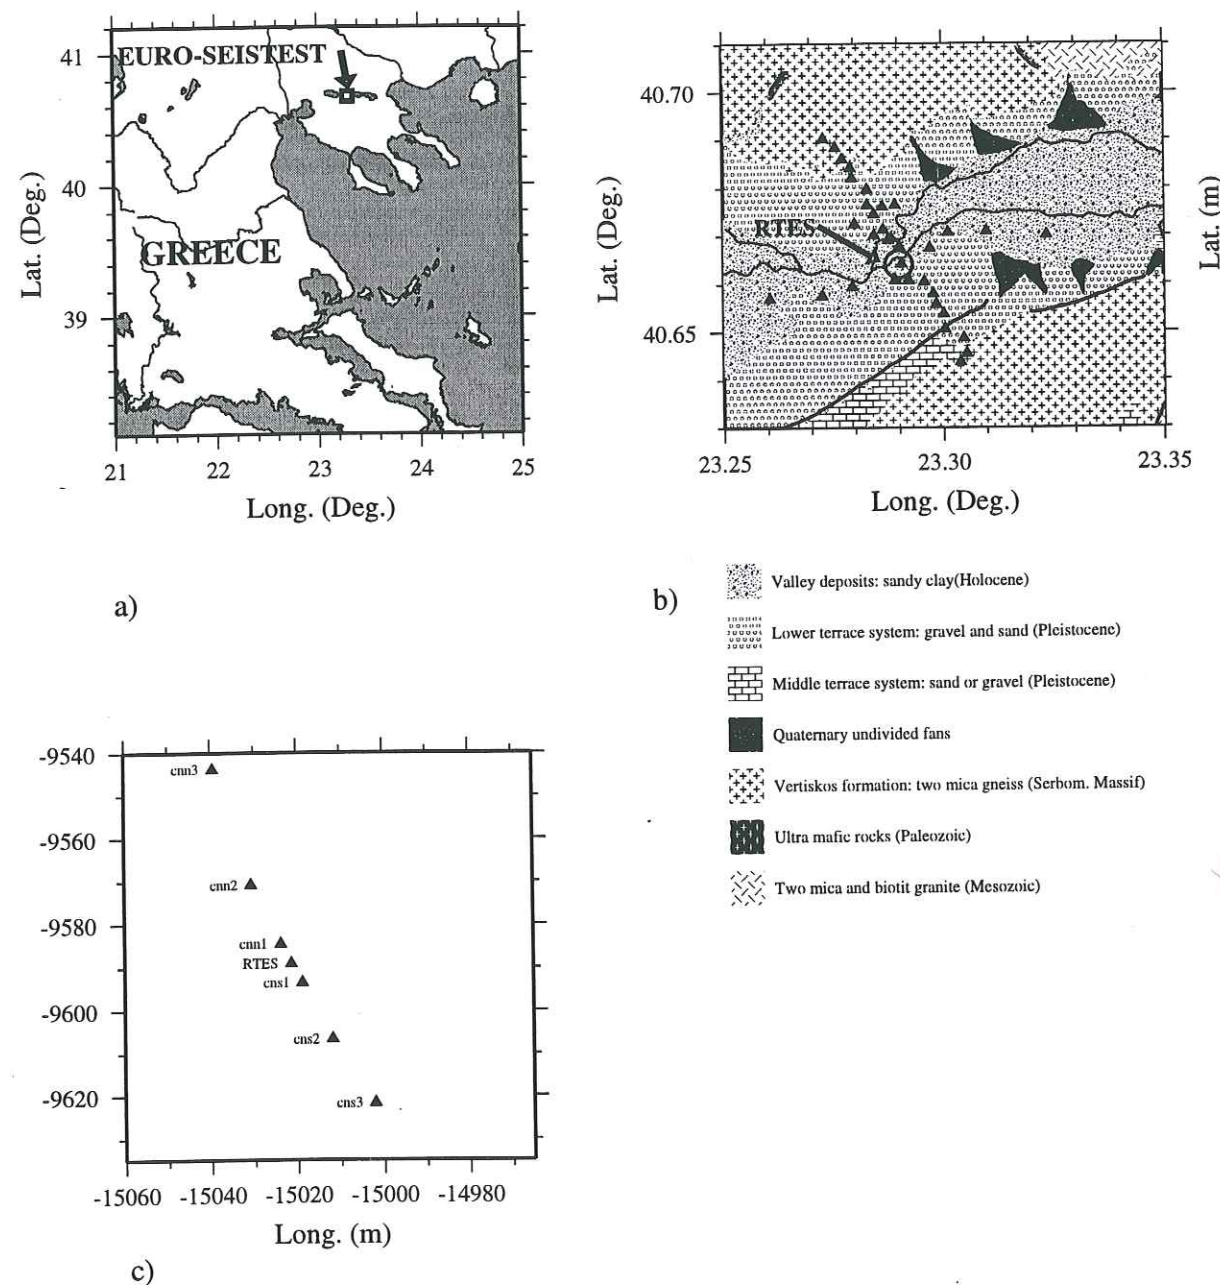 EURO-SEISTEST
GREECE
41
40
39
Lat. (Deg.)
21
22
23
24
25
Long. (Deg.)
a)
40.70
40.65
Lat. (Deg.)
RTES
Lat. (m)
23.25
23.30
23.35
Long. (Deg.)
b)
Valley deposits: sandy clay(Holocene)
Lower terrace system: gravel and sand (Pleistocene)
Middle terrace system: sand or gravel (Pleistocene)
Quaternary undivided fans
Vertiskos formation: two mica gneiss (Serbom. Massif)
Ultra mafic rocks (Paleozoic)
Two mica and biotit granite (Mesozoic)
-9540
-9560
-9580
-9600
-9620
cnn3
cnn2
cnn1
RTES
cns1
cns2
cns3
-15060
-15040
-15020
-15000
-14980
Long. (m)
c)